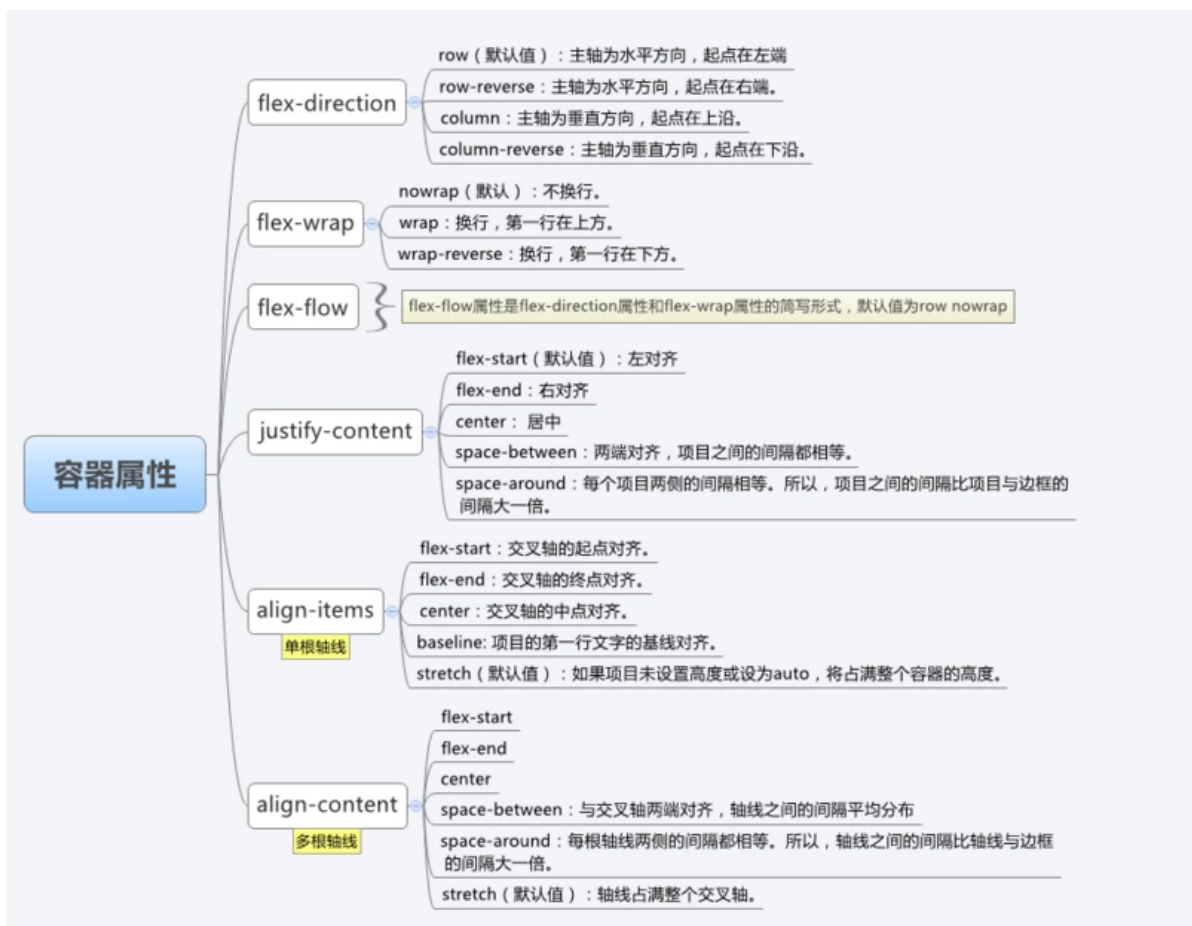 容器属性
flex-direction
row（默认值）：主轴为水平方向，起点在左端
row-reverse：主轴为水平方向，起点在右端。
column：主轴为垂直方向，起点在上沿。
column-reverse：主轴为垂直方向，起点在下沿。
flex-wrap
nowrap（默认）：不换行。
wrap：换行，第一行在上方。
wrap-reverse：换行，第一行在下方。
flex-flow
flex-flow属性是flex-direction属性和flex-wrap属性的简写形式，默认值为row nowrap
justify-content
flex-start（默认值）：左对齐
flex-end：右对齐
center： 居中
space-between：两端对齐，项目之间的间隔都相等。
space-around：每个项目两侧的间隔相等。所以，项目之间的间隔比项目与边框的
间隔大一倍。
align-items
单根轴线
flex-start：交叉轴的起点对齐。
flex-end：交叉轴的终点对齐。
center：交叉轴的中点对齐。
baseline: 项目的第一行文字的基线对齐。
stretch（默认值）：如果项目未设置高度或设为auto，将占满整个容器的高度。
align-content
多根轴线
flex-start
flex-end
center
space-between：与交叉轴两端对齐，轴线之间的间隔平均分布
space-around：每根轴线两侧的间隔都相等。所以，轴线之间的间隔比轴线与边框
的间隔大一倍。
stretch（默认值）：轴线占满整个交叉轴。